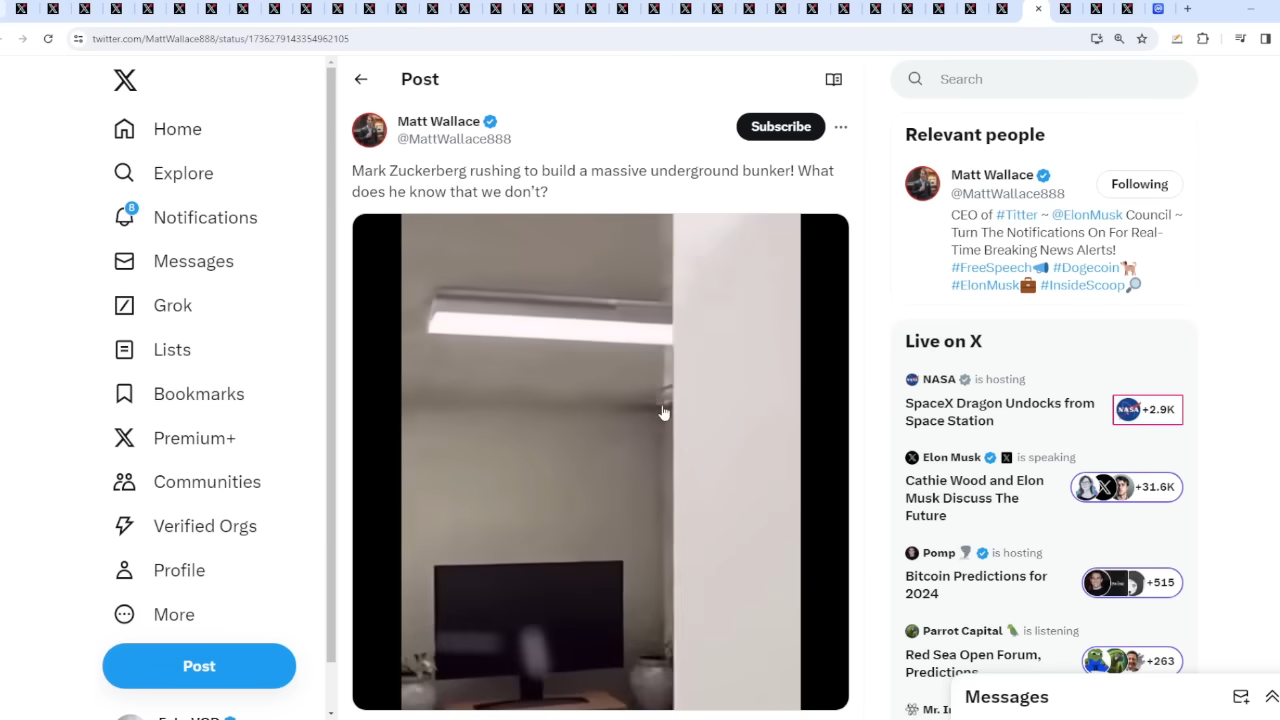 twitter.com/MattWallace888/status/1736279143354962105
Home
Explore
8
Notifications
Messages
Grok
Lists
Bookmarks
Premium+
Communities
Verified Orgs
Profile
More
Post
Post
Matt Wallace
@MattWallace888
Subscribe
Mark Zuckerberg rushing to build a massive underground bunker! What
does he know that we don't?
Search
Relevant people
Matt Wallace
@MattWallace888
Following
CEO of #Titter ~ @ElonMusk Council ~
Turn The Notifications On For Real-
Time Breaking News Alerts!
#FreeSpeech📣 #Dogecoin🐕
#ElonMusk💼 #InsideScoop🔎
Live on X
NASA is hosting
SpaceX Dragon Undocks from
Space Station
NASA
+2.9K
Elon Musk is speaking
Cathie Wood and Elon
Musk Discuss The
Future
+31.6K
Pomp 🏆 is hosting
Bitcoin Predictions for
2024
+515
Parrot Capital 🦜 is listening
Red Sea Open Forum,
Predictions
+263
Messages